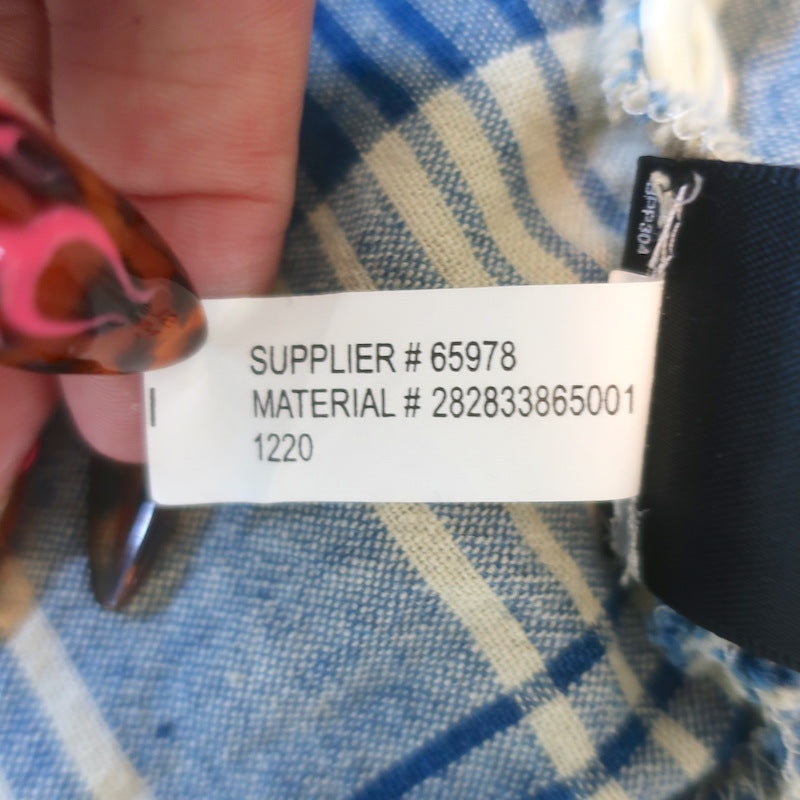 SUPPLIER # 65978
MATERIAL # 282833865001
1220